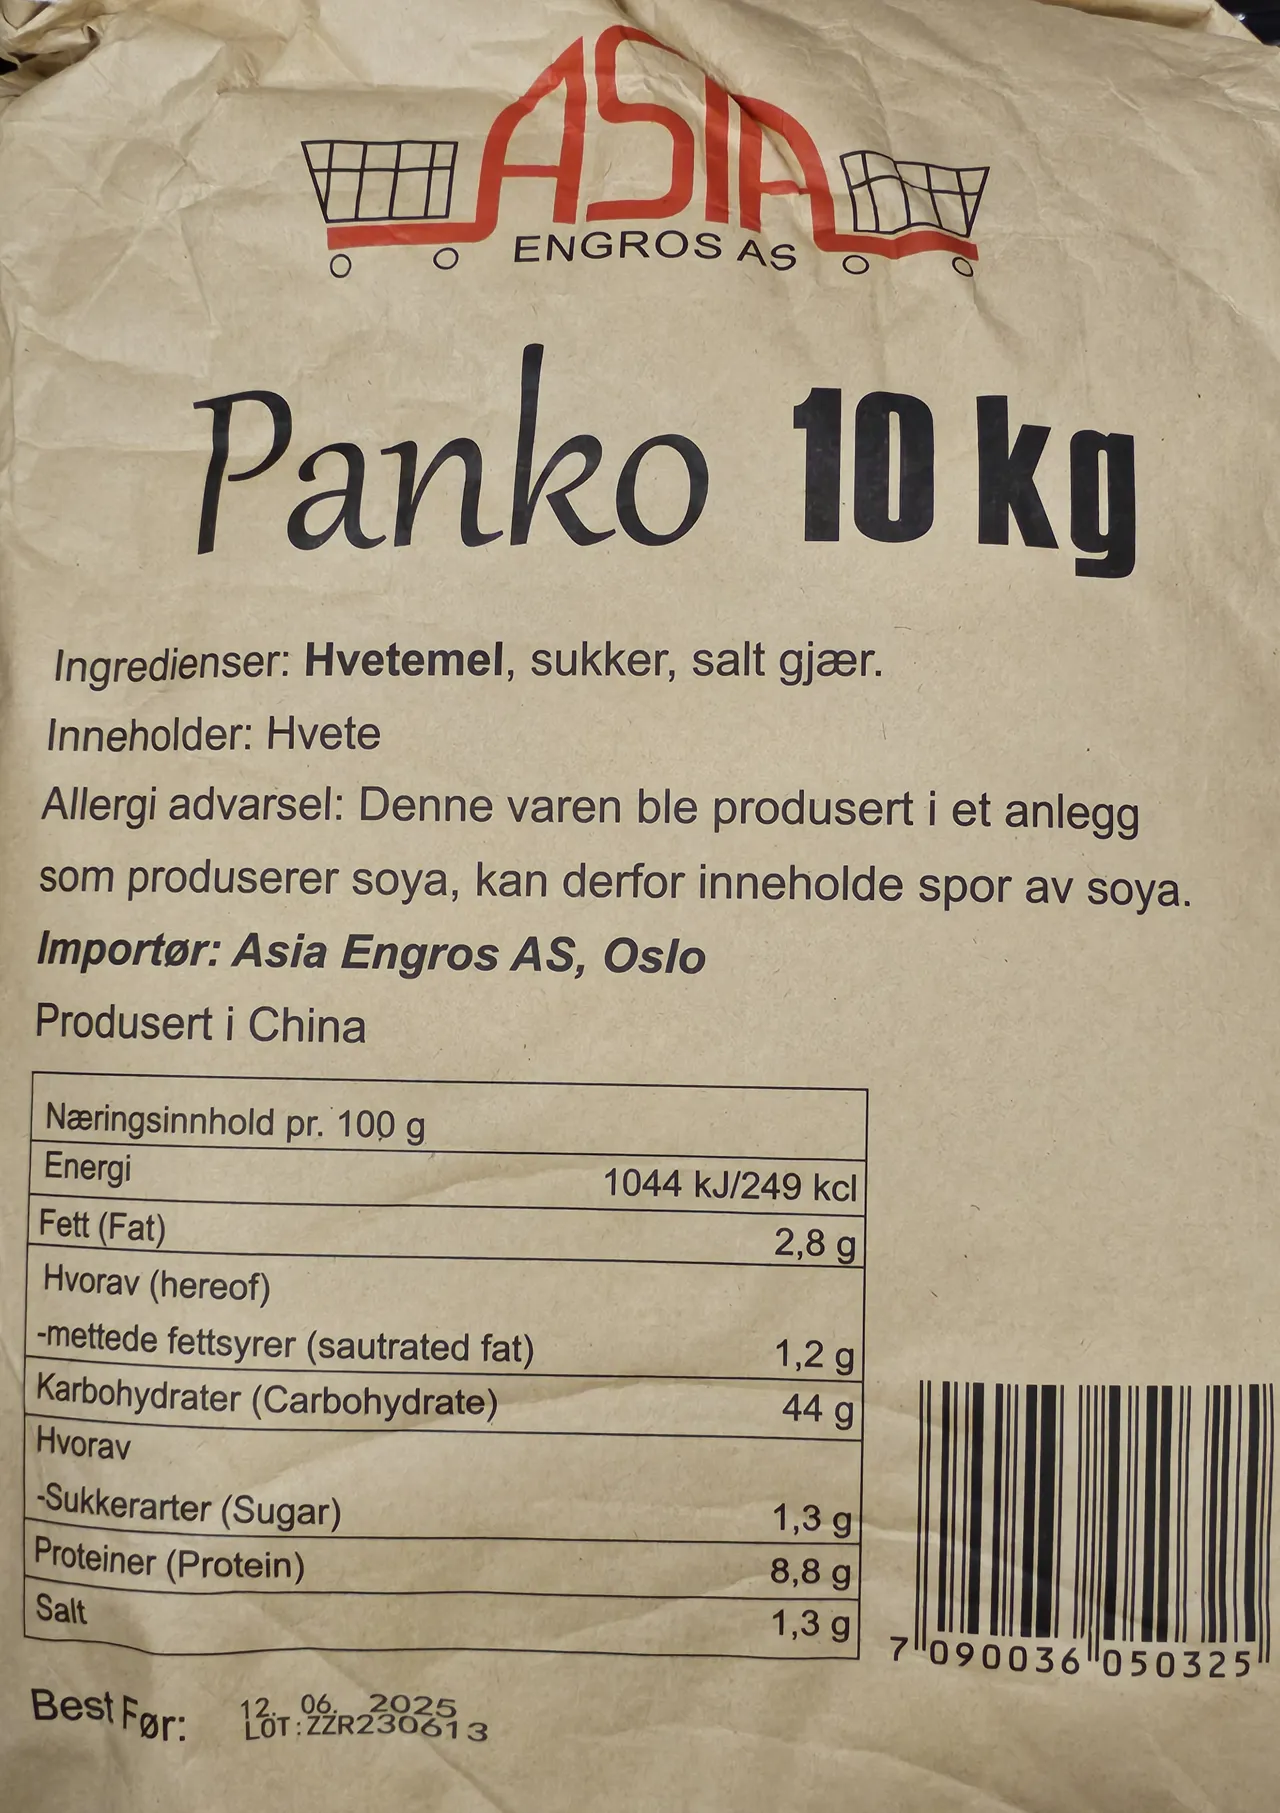 ASIA
ENGROS AS
Panko 10 kg
Ingredienser: Hvetemel, sukker, salt gjær.
Inneholder: Hvete
Allergi advarsel: Denne varen ble produsert i et anlegg
som produserer soya, kan derfor inneholde spor av soya.
Importør: Asia Engros AS, Oslo
Produsert i China
Næringsinnhold pr. 100 g
Energi 1044 kJ/249 kcl
Fett (Fat) 2,8 g
Hvorav (hereof)
-mettede fettsyrer (sautrated fat) 1,2 g
Karbohydrater (Carbohydrate) 44 g
Hvorav
-Sukkerarter (Sugar) 1,3 g
Proteiner (Protein) 8,8 g
Salt 1,3 g
7 090036 050325
Best Før: 12. 06. 2025
LOT:ZZR230613